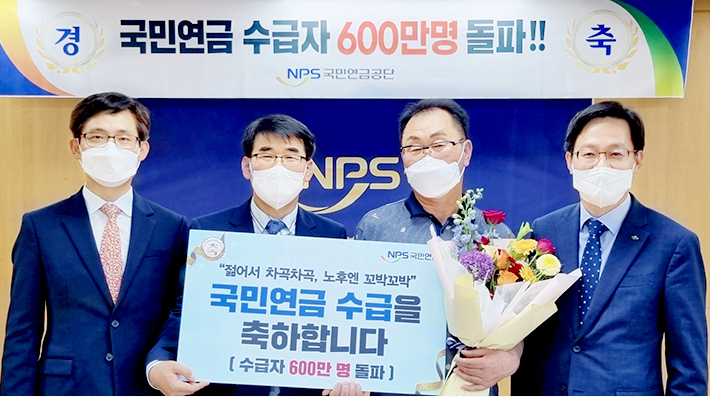 경 국민연금 수급자 600만명 돌파!! 축
NPS 국민연금공단
NPS
NPS 국민연
"젊어서 차곡차곡, 노후엔 꼬박꼬박"
국민연금 수급을
축하합니다
( 수급자 600만 명 돌파 )